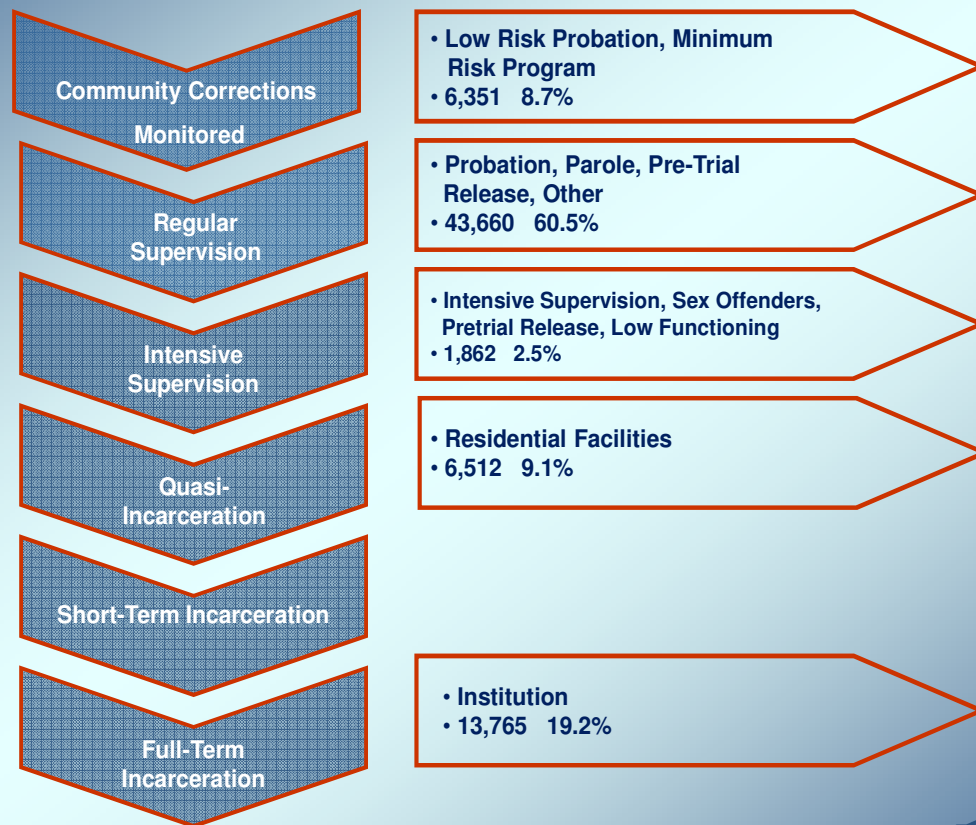 Community Corrections
Monitored
• Low Risk Probation, Minimum
Risk Program
• 6,351 8.7%
Regular
Supervision
• Probation, Parole, Pre-Trial
Release, Other
• 43,660 60.5%
Intensive
Supervision
• Intensive Supervision, Sex Offenders,
Pretrial Release, Low Functioning
• 1,862 2.5%
Quasi-
Incarceration
• Residential Facilities
• 6,512 9.1%
Short-Term Incarceration
Full-Term
Incarceration
• Institution
• 13,765 19.2%